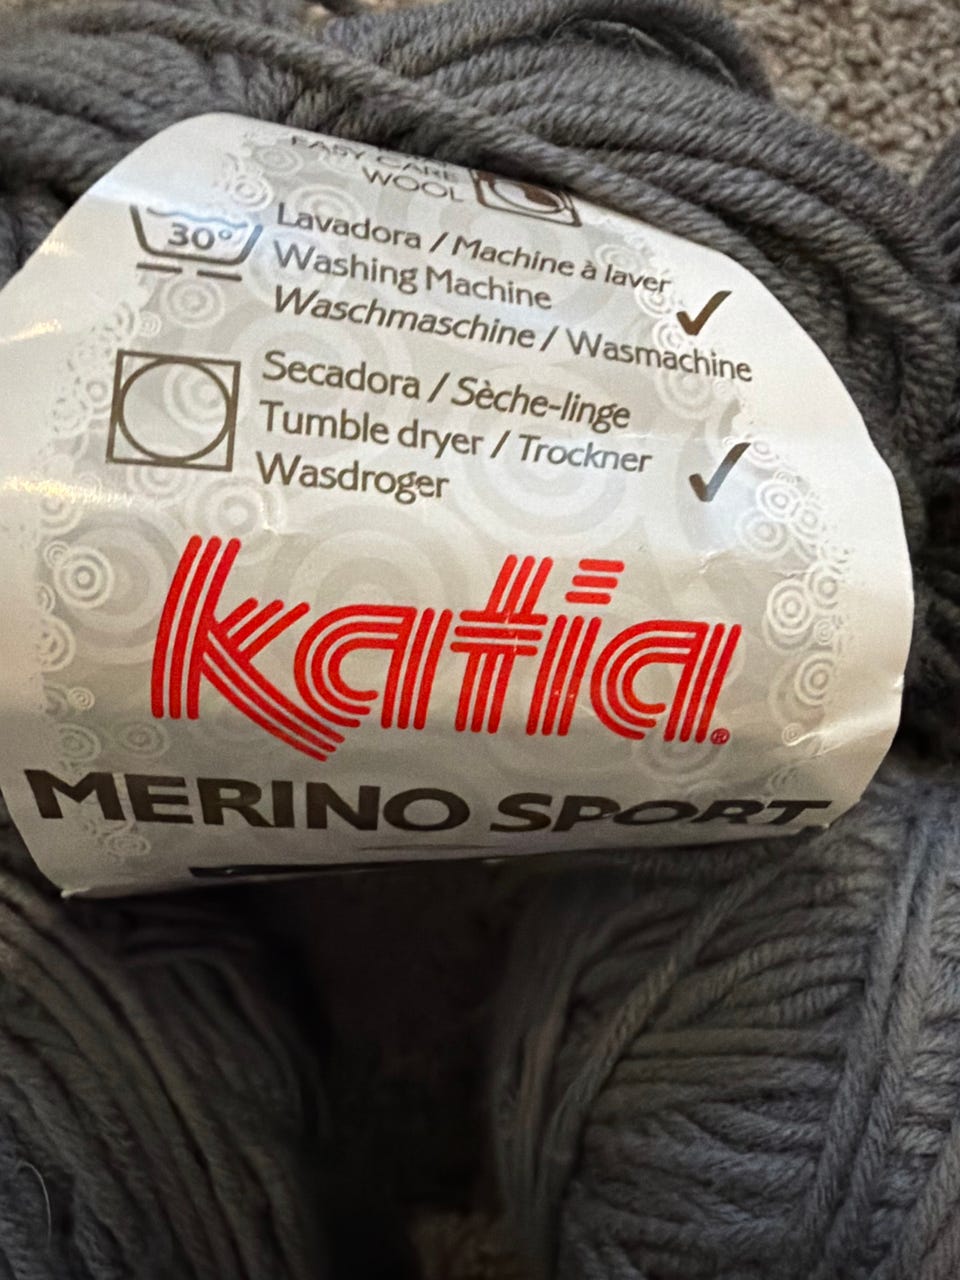 EASY CARE
WOOL
30°
Lavadora / Machine à laver
Washing Machine
Waschmaschine / Wasmachine
Secadora / Sèche-linge
Tumble dryer / Trockner
Wasdroger
katia®
MERINO SPORT